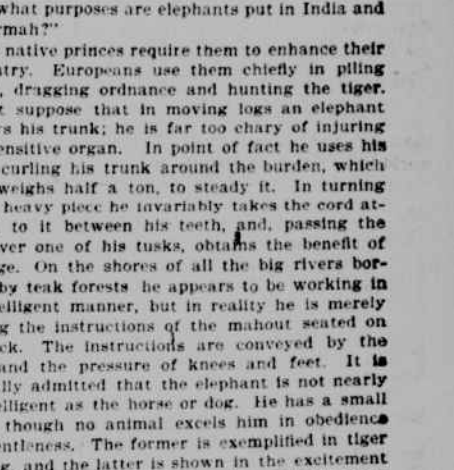 what purposes are elephants put in India and
rmah?"
native princes require them to enhance their
try. Europeans use them chiefly in piling
, dragging ordnance and hunting the tiger.
t suppose that in moving logs an elephant
s his trunk; he is far too chary of injuring
ensitive organ. In point of fact he uses his
curling his trunk around the burden, which
weighs half a ton, to steady it. In turning
heavy piece he invariably takes the cord at-
to it between his teeth, and, passing the
ver one of his tusks, obtains the benefit of
ge. On the shores of all the big rivers bor-
by teak forests he appears to be working in
elligent manner, but in reality he is merely
g the instructions of the mahout seated on
ck. The instructions are conveyed by the
and the pressure of knees and feet. It is
lly admitted that the elephant is not nearly
elligent as the horse or dog. He has a small
though no animal excels him in obedience
entleness. The former is exemplified in tiger
g, and the latter is shown in the excitement